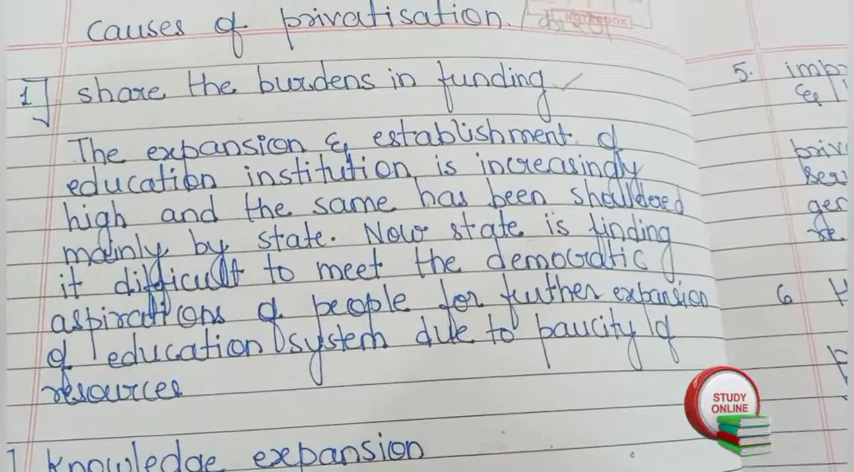 causes of privatisation.
1] share the burdens in funding
The expansion & establishment of
education institution is increasingly
high and the same has been shouldered
mainly by state. Now state is finding
it difficult to meet the democratic
aspirations of people for futher expansion
of education system due to paucity of
resources
] knowledge expansion
5. imp
&
priv
ser
ge
se
6
STUDY
ONLINE